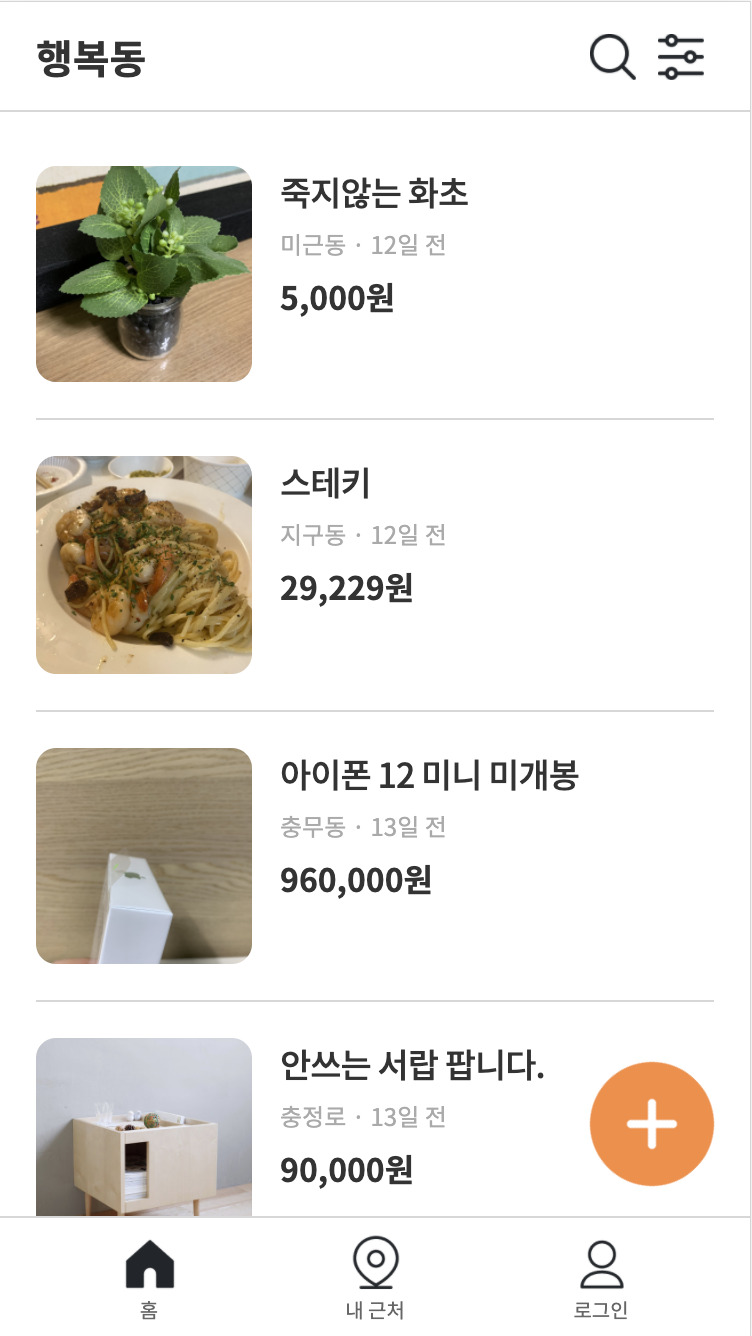 행복동
죽지않는 화초
미근동 · 12일 전
5,000원
스테키
지구동 · 12일 전
29,229원
아이폰 12 미니 미개봉
충무동 · 13일 전
960,000원
안쓰는 서랍 팝니다.
충정로 · 13일 전
90,000원
홈
내 근처
로그인